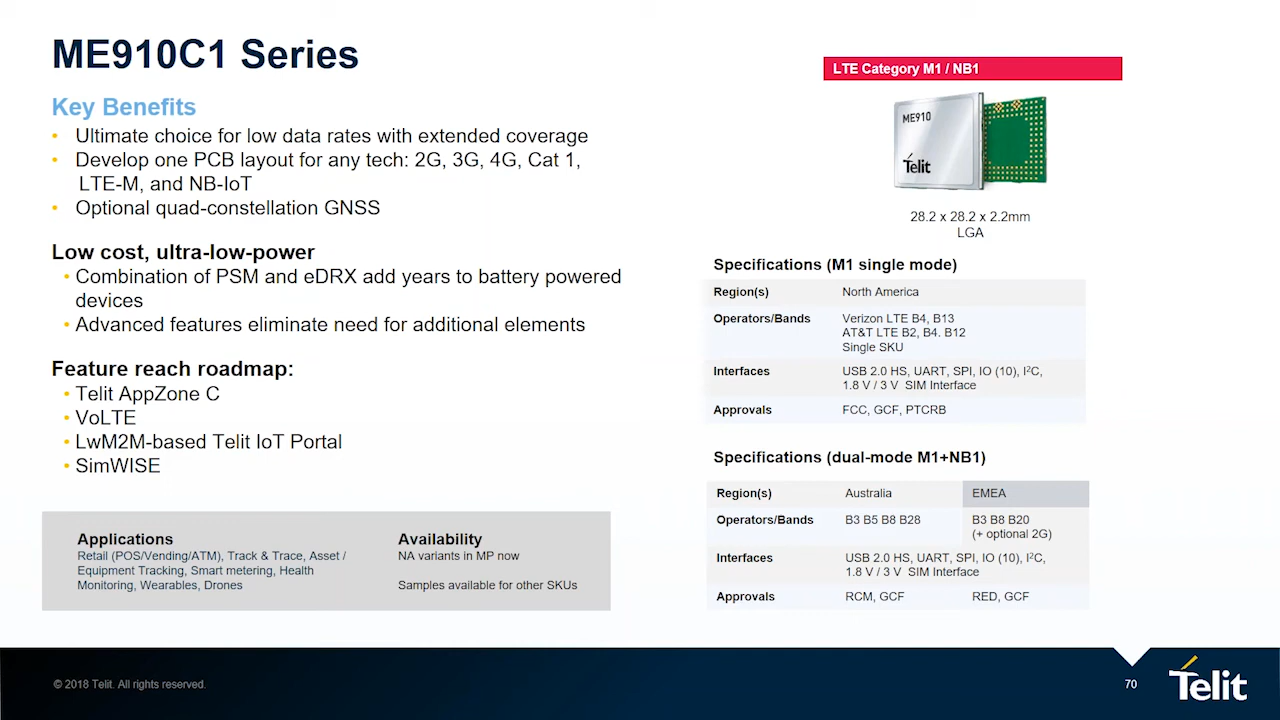 ME910C1 Series
Key Benefits
• Ultimate choice for low data rates with extended coverage
• Develop one PCB layout for any tech: 2G, 3G, 4G, Cat 1,
LTE-M, and NB-IoT
• Optional quad-constellation GNSS
Low cost, ultra-low-power
• Combination of PSM and eDRX add years to battery powered
devices
• Advanced features eliminate need for additional elements
Feature reach roadmap:
• Telit AppZone C
• VoLTE
• LwM2M-based Telit IoT Portal
• SimWISE
Applications
Retail (POS/Vending/ATM), Track & Trace, Asset /
Equipment Tracking, Smart metering, Health
Monitoring, Wearables, Drones
Availability
NA variants in MP now
Samples available for other SKUs
LTE Category M1 / NB1
ME910
Telit
28.2 x 28.2 x 2.2mm
LGA
Specifications (M1 single mode)
Region(s) North America
Operators/Bands Verizon LTE B4, B13
AT&T LTE B2, B4. B12
Single SKU
Interfaces USB 2.0 HS, UART, SPI, IO (10), I²C,
1.8 V / 3 V SIM Interface
Approvals FCC, GCF, PTCRB
Specifications (dual-mode M1+NB1)
Region(s) Australia EMEA
Operators/Bands B3 B5 B8 B28 B3 B8 B20
(+ optional 2G)
Interfaces USB 2.0 HS, UART, SPI, IO (10), I²C,
1.8 V / 3 V SIM Interface
Approvals RCM, GCF RED, GCF
© 2018 Telit. All rights reserved.
70
Telit